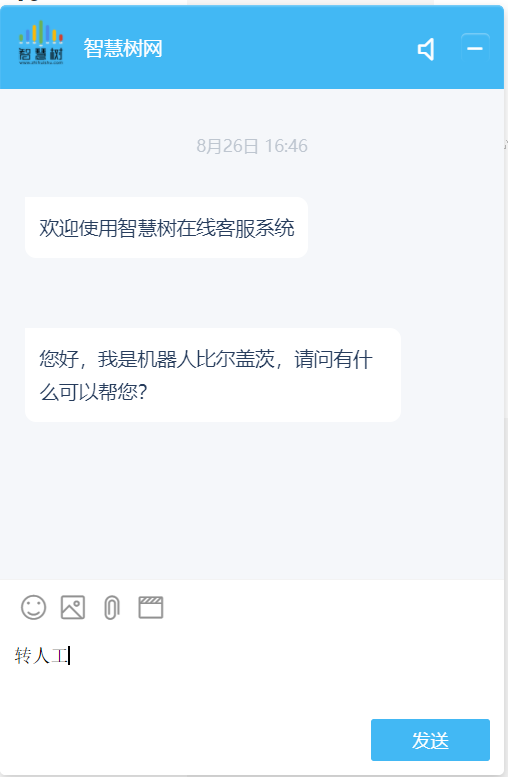 智慧树
智慧树网
8月26日 16:46
欢迎使用智慧树在线客服系统
您好，我是机器人比尔盖茨，请问有什
么可以帮您?
转人工
发送